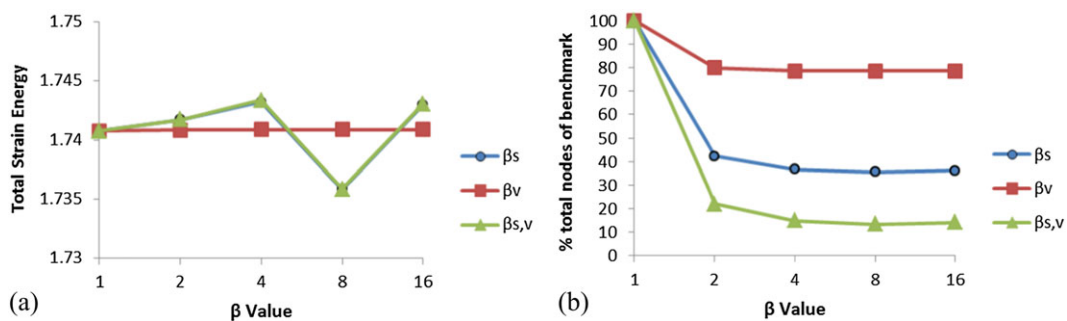 1.75
1.745
1.74
1.735
1.73
Total Strain Energy
1 2 4 8 16
β Value
βs
βv
βs,v
(a)
100
90
80
70
60
50
40
30
20
10
0
% total nodes of benchmark
1 2 4 8 16
β Value
βs
βv
βs,v
(b)